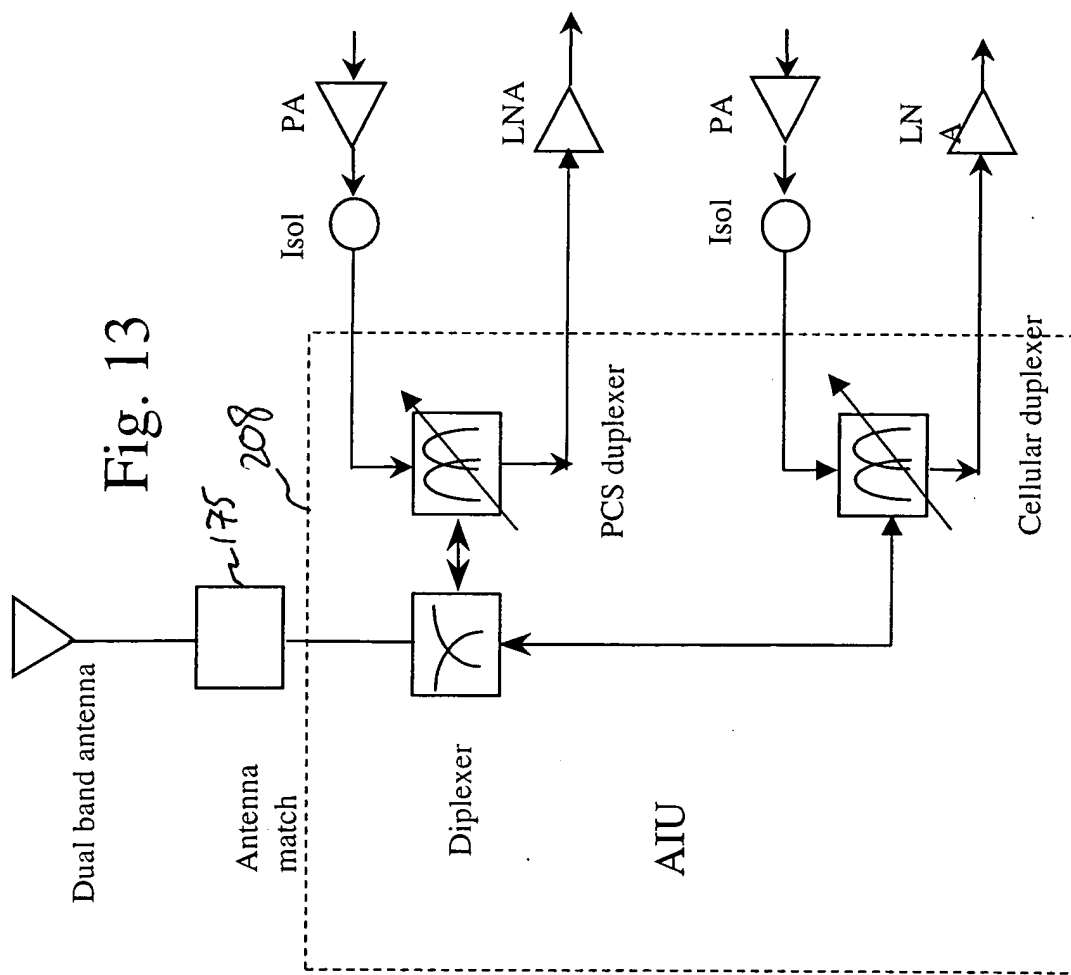 Fig. 13
Dual band antenna
175
208
Antenna
match
Diplexer
AIU
PCS duplexer
Isol
PA
LNA
Cellular duplexer
Isol
PA
LN
A